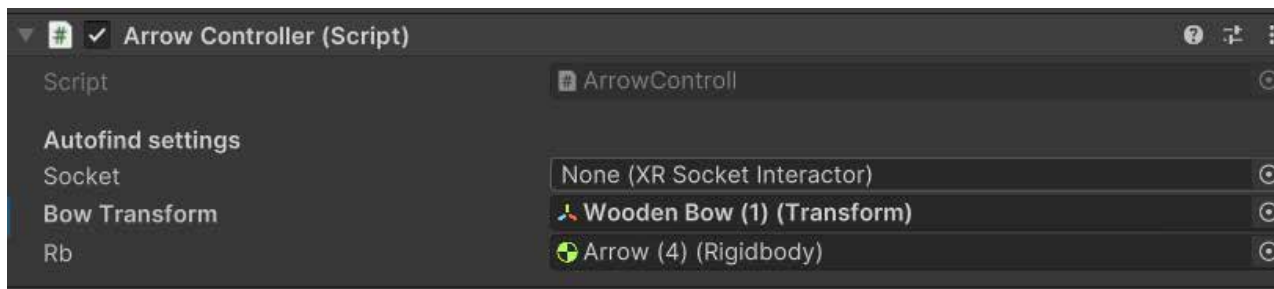 Arrow Controller (Script)
Script ArrowControll
Autofind settings
Socket None (XR Socket Interactor)
Bow Transform Wooden Bow (1) (Transform)
Rb Arrow (4) (Rigidbody)